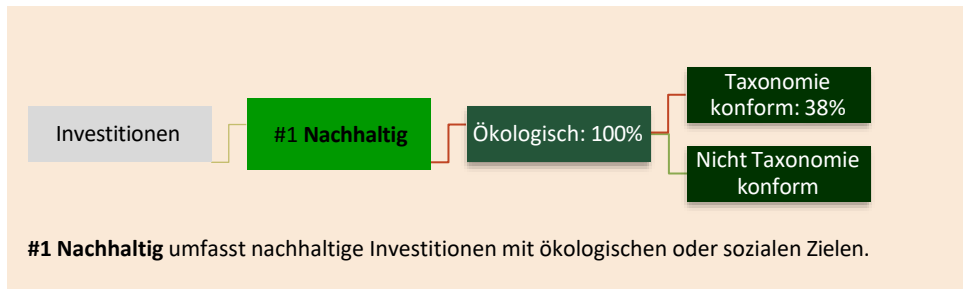 Investitionen
#1 Nachhaltig
Ökologisch: 100%
Taxonomie
konform: 38%
Nicht Taxonomie
konform
#1 Nachhaltig umfasst nachhaltige Investitionen mit ökologischen oder sozialen Zielen.